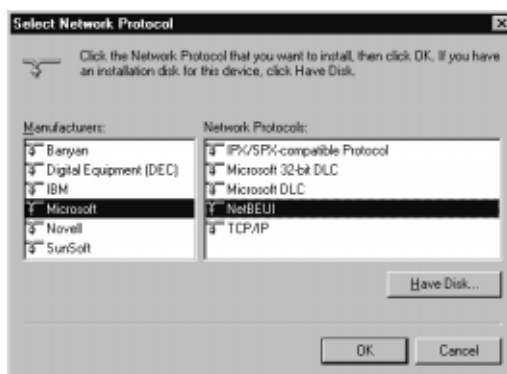 Select Network Protocol
Click the Network Protocol that you want to install, then click OK. If you have
an installation disk for this device, click Have Disk.
Manufacturers:
Banyan
Digital Equipment (DEC)
IBM
Microsoft
Novell
SunSoft
Network Protocols:
IPX/SPX-compatible Protocol
Microsoft 32-bit DLC
Microsoft DLC
NetBEUI
TCP/IP
Have Disk...
OK
Cancel